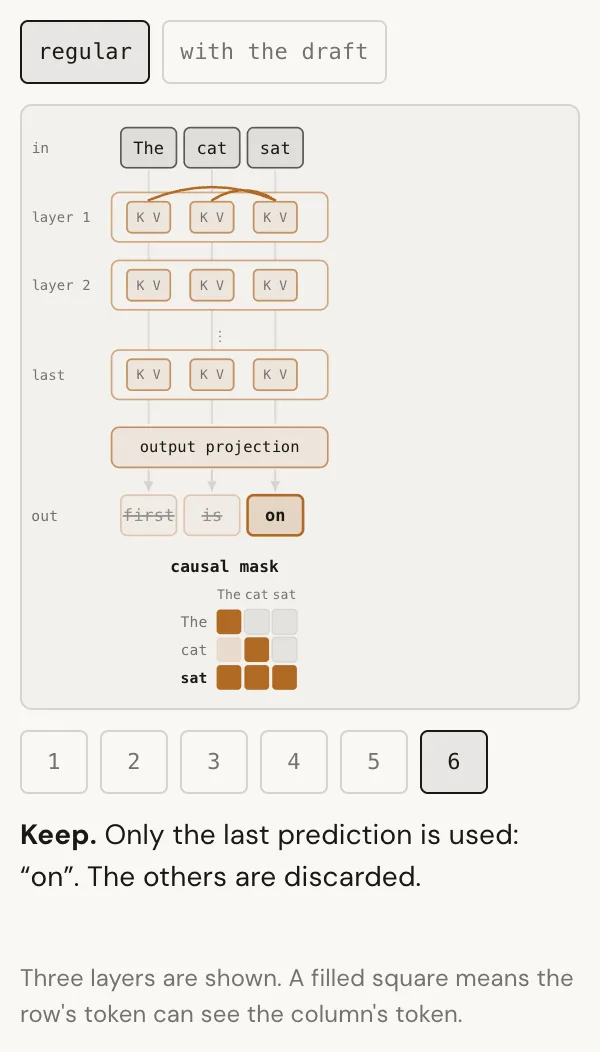 regular with the draft
in The cat sat
layer 1 K V K V K V
layer 2 K V K V K V
⋮
last K V K V K V
output projection
out first is on
causal mask
The cat sat
The
cat
sat
1 2 3 4 5 6
Keep. Only the last prediction is used:
“on”. The others are discarded.
Three layers are shown. A filled square means the
row's token can see the column's token.